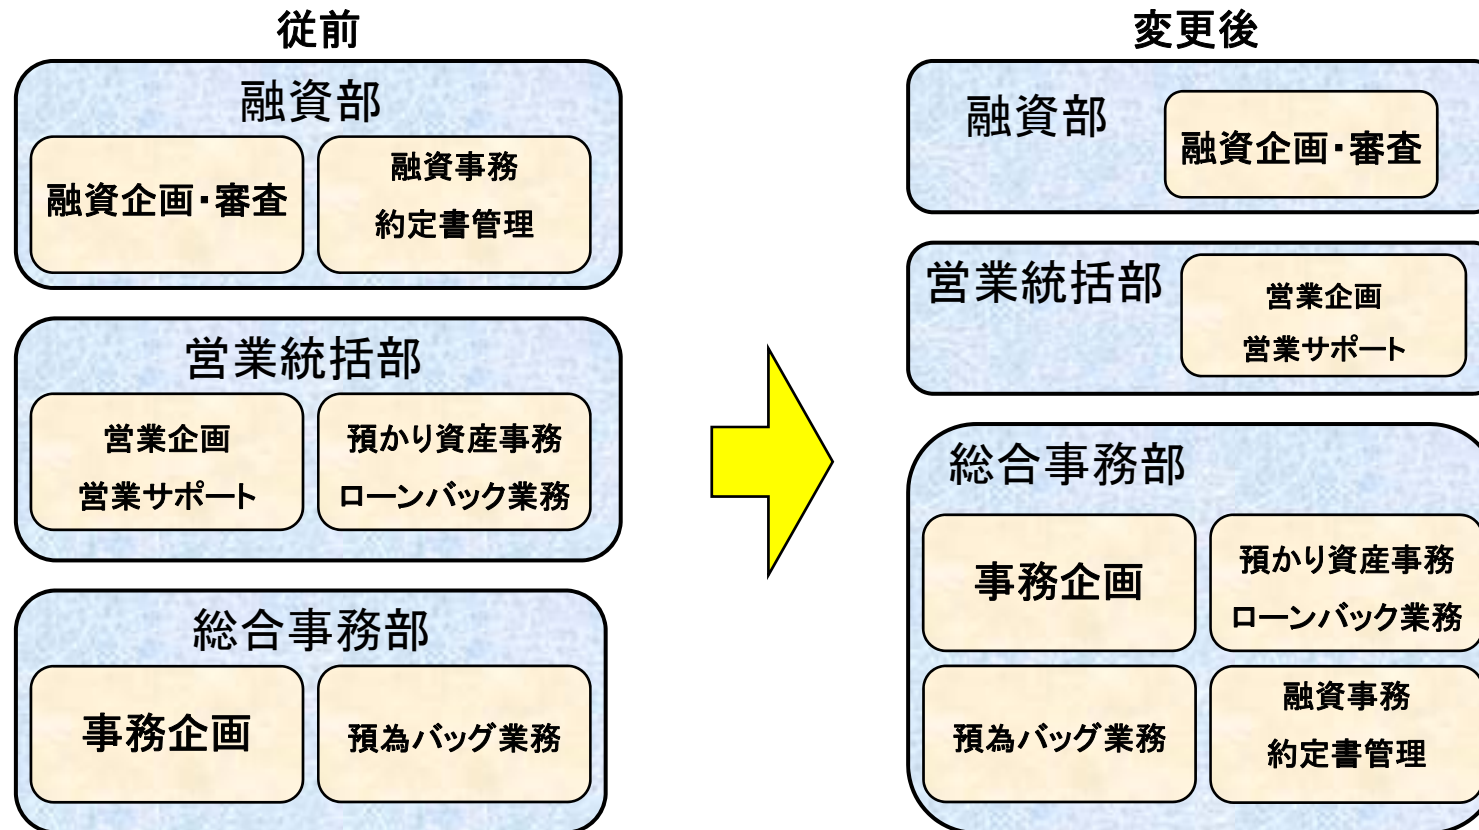 従前
融資部
融資企画・審査
融資事務
約定書管理
営業統括部
営業企画
営業サポート
預かり資産事務
ローンバック業務
総合事務部
事務企画
預為バッグ業務
変更後
融資部
融資企画・審査
営業統括部
営業企画
営業サポート
総合事務部
事務企画
預かり資産事務
ローンバック業務
預為バッグ業務
融資事務
約定書管理